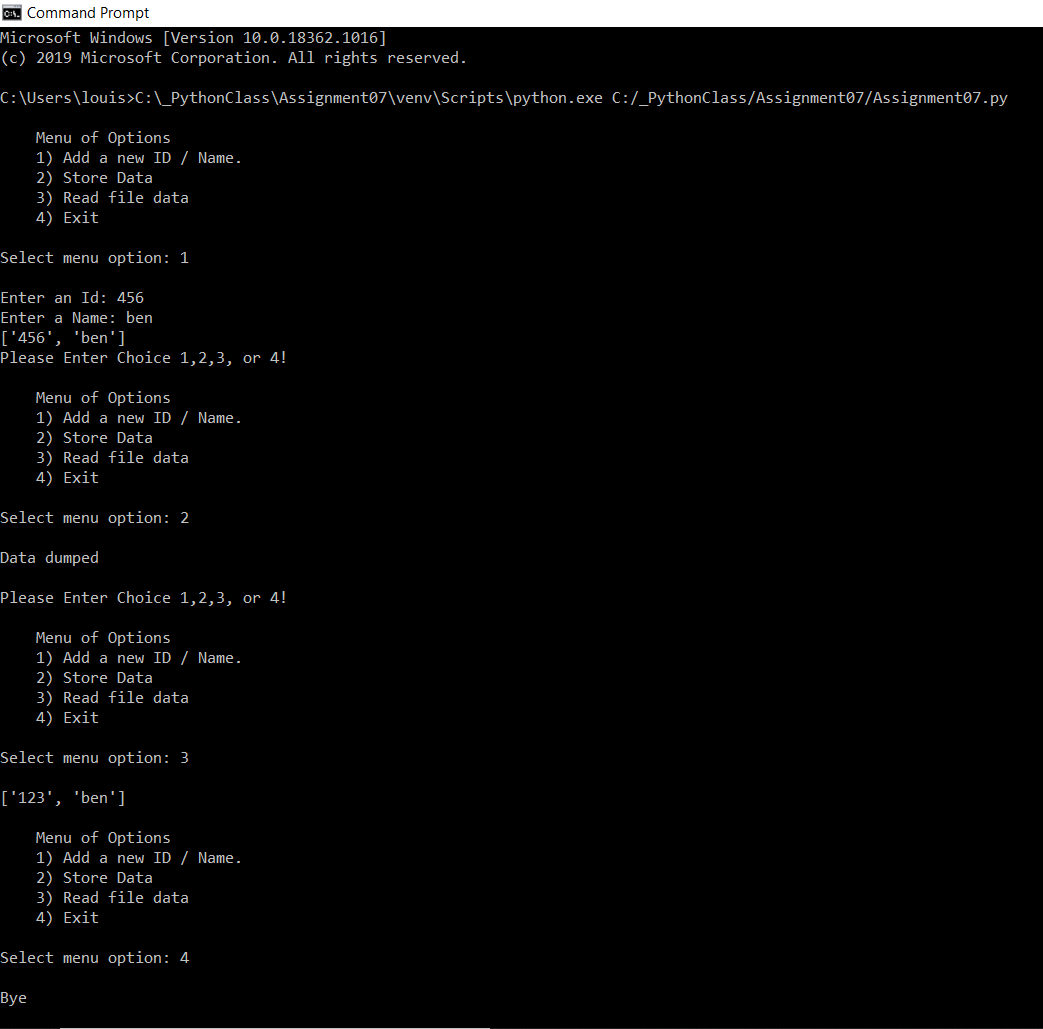 Command Prompt
Microsoft Windows [Version 10.0.18362.1016]
(c) 2019 Microsoft Corporation. All rights reserved.
C:\Users\louis>C:\_PythonClass\Assignment07\venv\Scripts\python.exe C:/_PythonClass/Assignment07/Assignment07.py
Menu of Options
1) Add a new ID / Name.
2) Store Data
3) Read file data
4) Exit
Select menu option: 1
Enter an Id: 456
Enter a Name: ben
['456', 'ben']
Please Enter Choice 1,2,3, or 4!
Menu of Options
1) Add a new ID / Name.
2) Store Data
3) Read file data
4) Exit
Select menu option: 2
Data dumped
Please Enter Choice 1,2,3, or 4!
Menu of Options
1) Add a new ID / Name.
2) Store Data
3) Read file data
4) Exit
Select menu option: 3
['123', 'ben']
Menu of Options
1) Add a new ID / Name.
2) Store Data
3) Read file data
4) Exit
Select menu option: 4
Bye